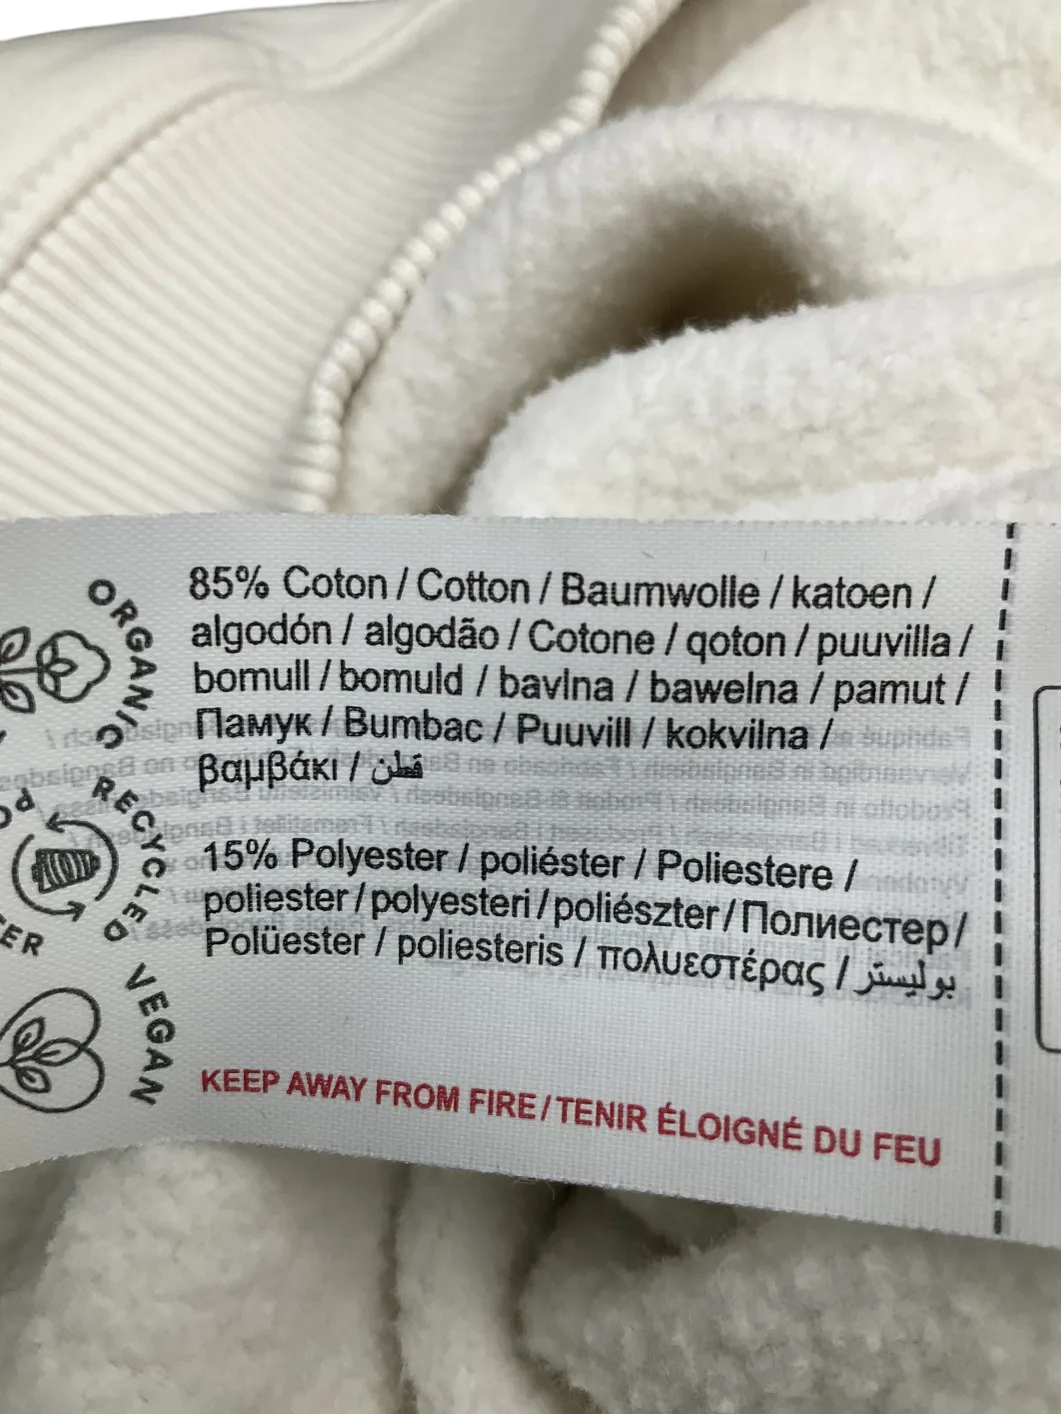 85% Coton / Cotton / Baumwolle / katoen /
algodón / algodão / Cotone / qoton / puuvilla /
bomull / bomuld / bavlna / bawelna / pamut /
Памук / Bumbac / Puuvill / kokvilna /
βαμβάκι / قطن
15% Polyester / poliéster / Poliestere /
poliester / polyesteri / poliészter / Полиестер /
Polüester / poliesteris / πολυεστέρας / بوليستر
KEEP AWAY FROM FIRE / TENIR ÉLOIGNÉ DU FEU
ORGANIC
RECYCLED
VEGAN